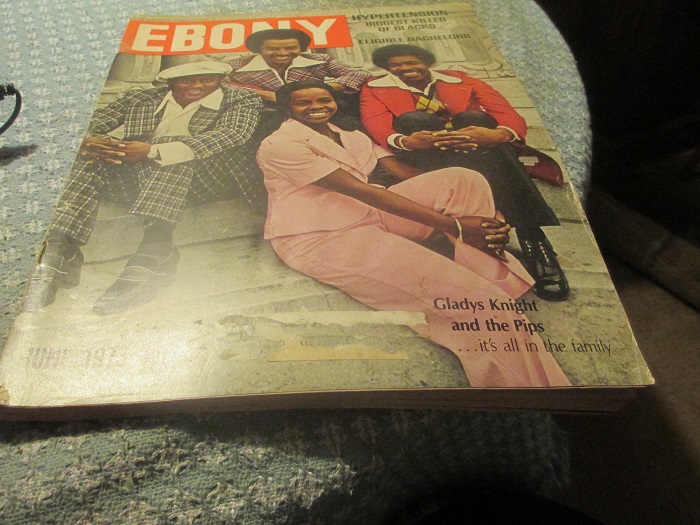 EBONY
HYPERTENSION
BIGGEST KILLER
OF BLACKS
ELIGIBLE BACHELORS
Gladys Knight
and the Pips
...it's all in the family
JUNE 1973